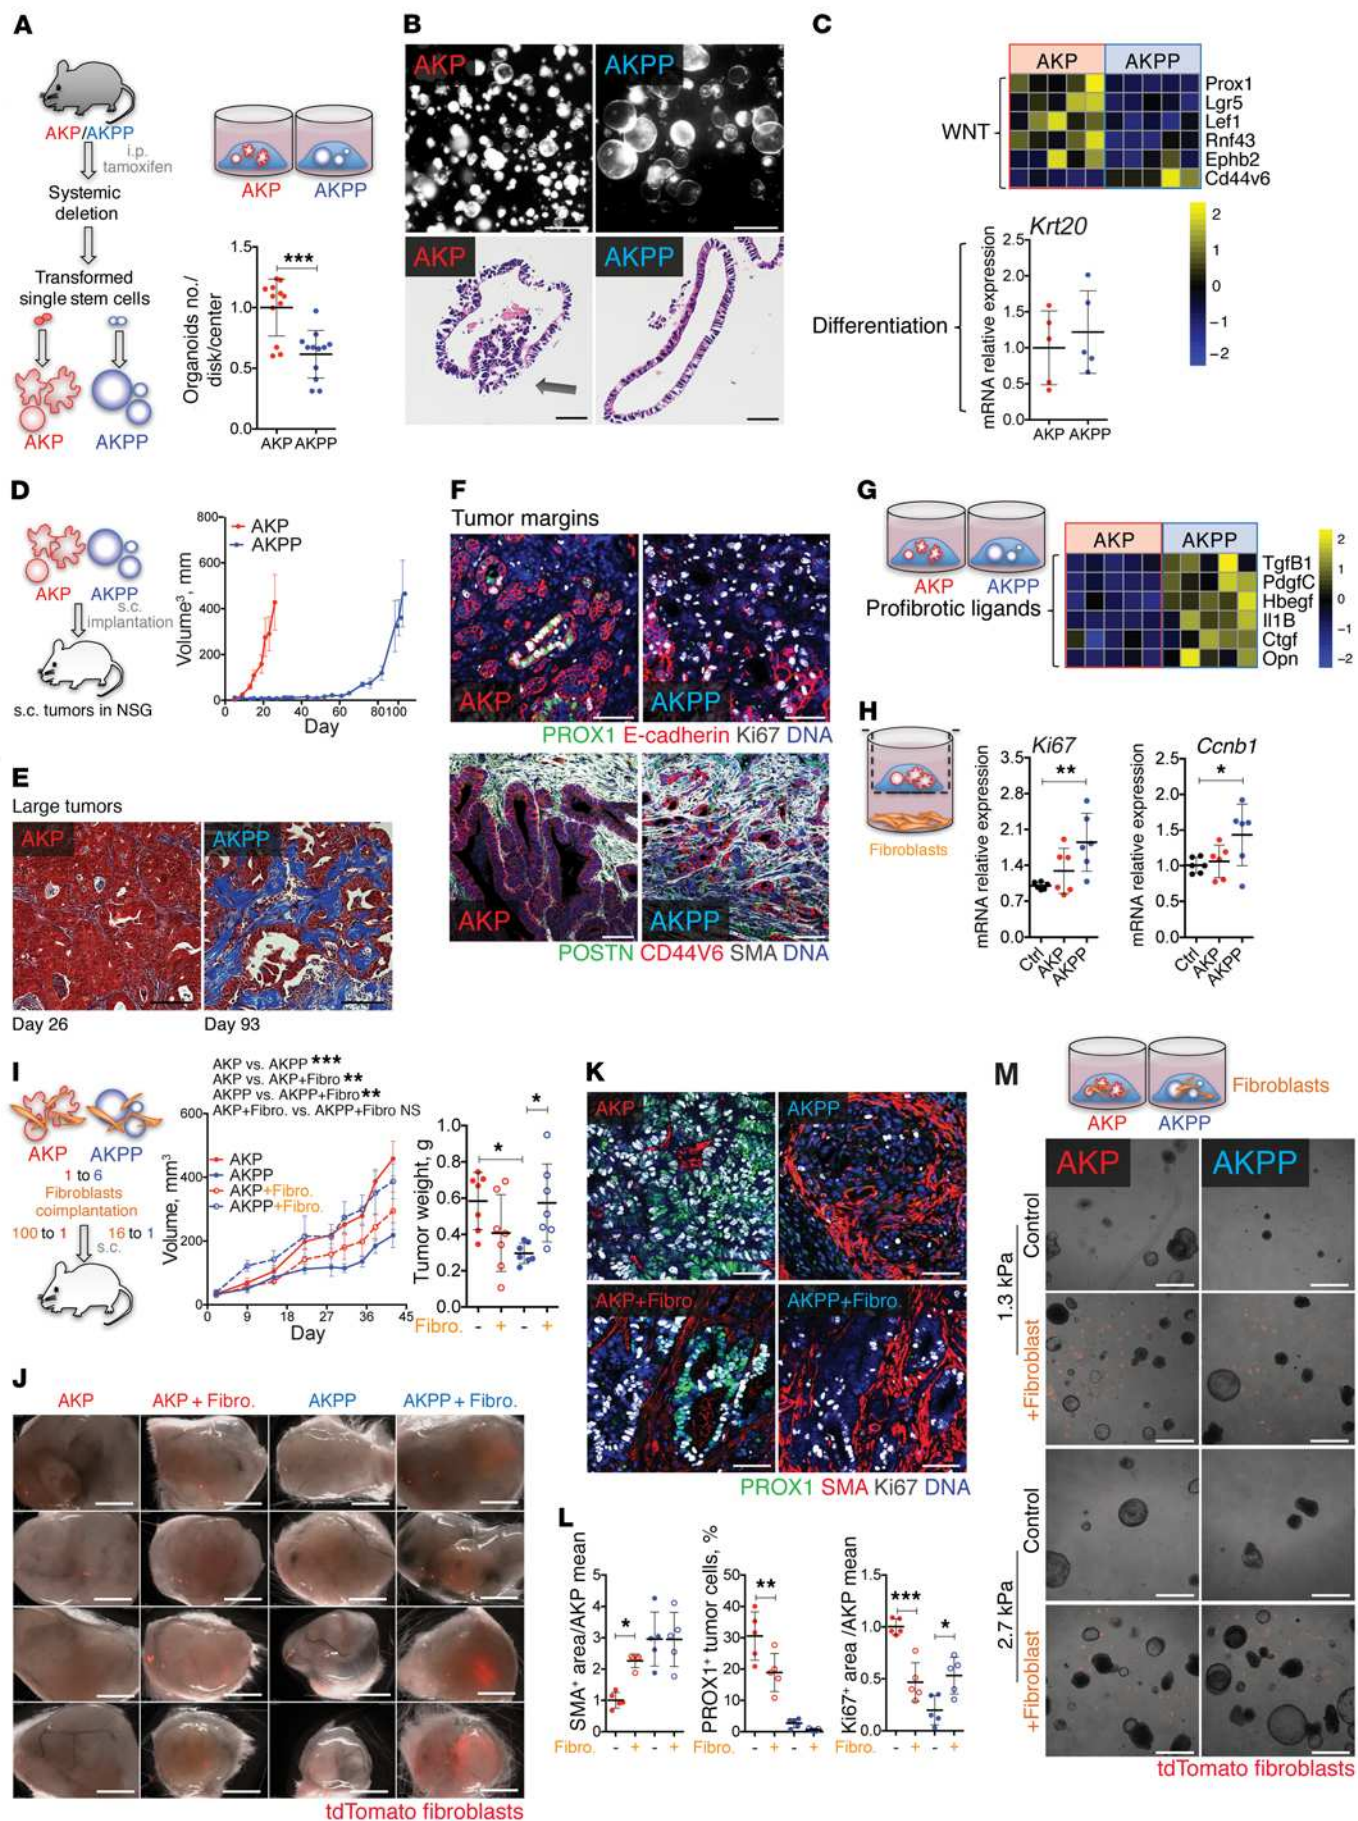 A
AKP/AKPP
i.p.
tamoxifen
Systemic
deletion
Transformed
single stem cells
AKP AKPP
AKP AKPP
Organoids no./
disk/center
1.5
1.0
0.5
0.0
***
AKP AKPP
B
AKP AKPP
AKP AKPP
C
AKP AKPP
WNT
Prox1
Lgr5
Lef1
Rnf43
Ephb2
Cd44v6
2
1
0
−1
−2
Differentiation
Krt20
mRNA relative expression
2.5
2.0
1.5
1.0
0.5
0.0
AKP AKPP
D
AKP AKPP
s.c.
implantation
s.c. tumors in NSG
Volume³, mm
800
600
400
200
0
AKP
AKPP
0 20 40 60 80 100
Day
E
Large tumors
AKP AKPP
Day 26 Day 93
F
Tumor margins
AKP AKPP
PROX1 E-cadherin Ki67 DNA
AKP AKPP
POSTN CD44V6 SMA DNA
G
AKP AKPP
Profibrotic ligands
AKP AKPP
TgfB1
PdgfC
Hbegf
Il1B
Ctgf
Opn
2
1
0
−1
−2
H
Fibroblasts
Ki67
mRNA relative expression
3.5
2.8
2.1
1.4
0.7
0.0
**
Ctrl AKP AKPP
Ccnb1
mRNA relative expression
2.5
2.0
1.5
1.0
0.5
0.0
*
Ctrl AKP AKPP
I
AKP AKPP
1 to 6
Fibroblasts
coimplantation
100 to 1 16 to 1
s.c.
AKP vs. AKPP ***
AKP vs. AKP+Fibro **
AKPP vs. AKPP+Fibro **
AKP+Fibro. vs. AKPP+Fibro NS
Volume, mm³
600
400
200
0
AKP
AKPP
AKP+Fibro.
AKPP+Fibro.
0 9 18 27 36 45
Day
Tumor weight, g
1.0
0.8
0.6
0.4
0.2
0.0
* *
Fibro. - + - +
J
AKP AKP + Fibro. AKPP AKPP + Fibro.
tdTomato fibroblasts
K
AKP AKPP
AKP+Fibro. AKPP+Fibro.
PROX1 SMA Ki67 DNA
L
SMA⁺ area/AKP mean
5
4
3
2
1
0
*
Fibro. - + - +
PROX1⁺ tumor cells, %
50
40
30
20
10
0
**
- + - +
Ki67⁺ area /AKP mean
1.5
1.0
0.5
0.0
*** *
Fibro. - + - +
M
AKP AKPP
Fibroblasts
AKP AKPP
1.3 kPa
Control
+Fibroblast
2.7 kPa
Control
+Fibroblast
tdTomato fibroblasts